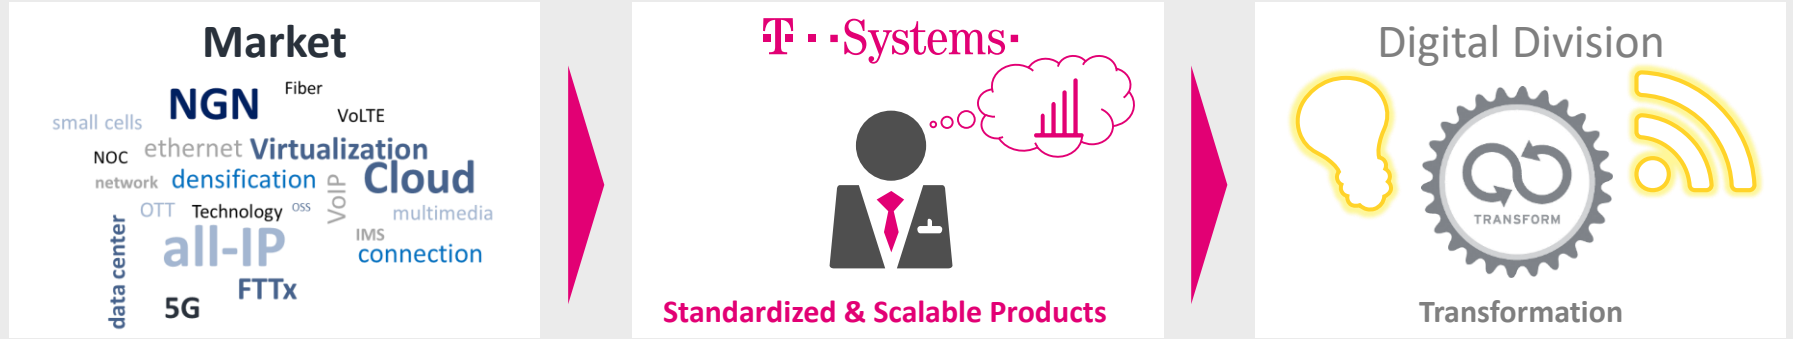 Market
Fiber
NGN
VoLTE
small cells
ethernet Virtualization
NOC
Cloud
network densification
VoIP
OTT Technology OSS
multimedia
all-IP
IMS
connection
data center
FTTx
5G
T··Systems·
Standardized & Scalable Products
Digital Division
TRANSFORM
Transformation